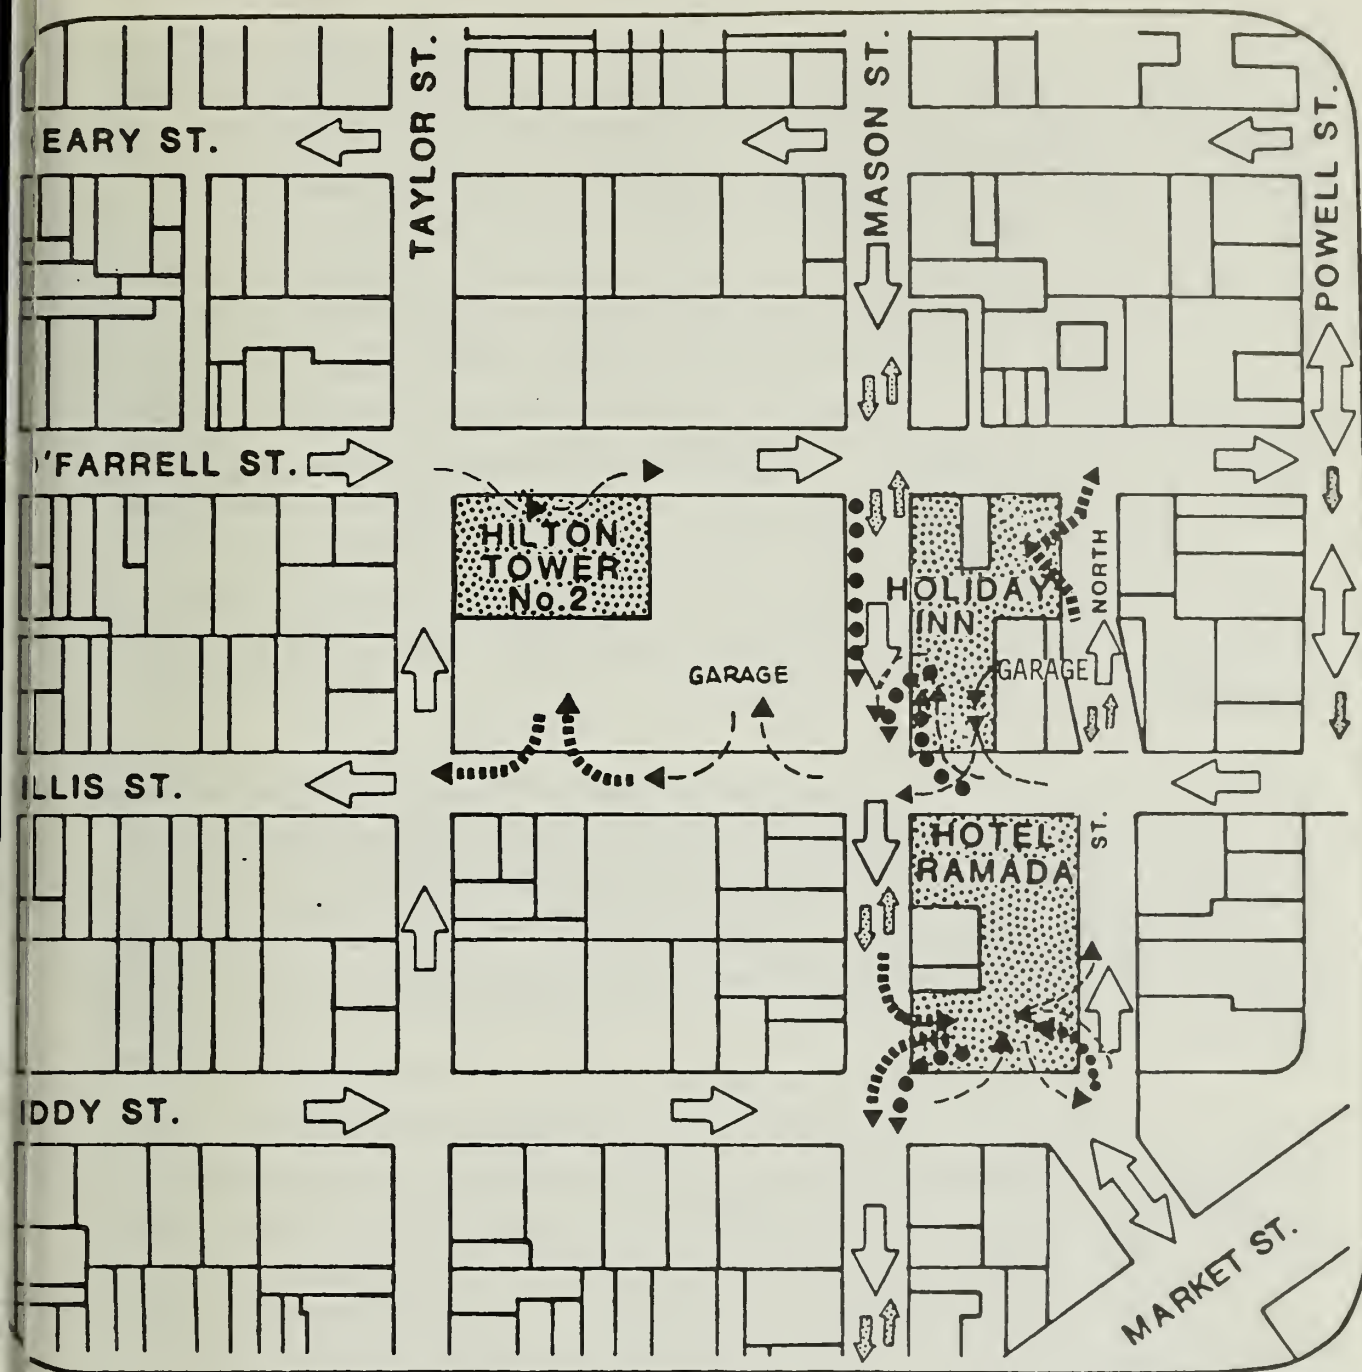 TAYLOR ST.
MASON ST.
POWELL ST.
EARY ST.
'FARRELL ST.
HILTON
TOWER
No.2
HOLIDAY
INN
NORTH
GARAGE
GARAGE
ILLIS ST.
HOTEL
RAMADA
ST.
DDY ST.
MARKET ST.